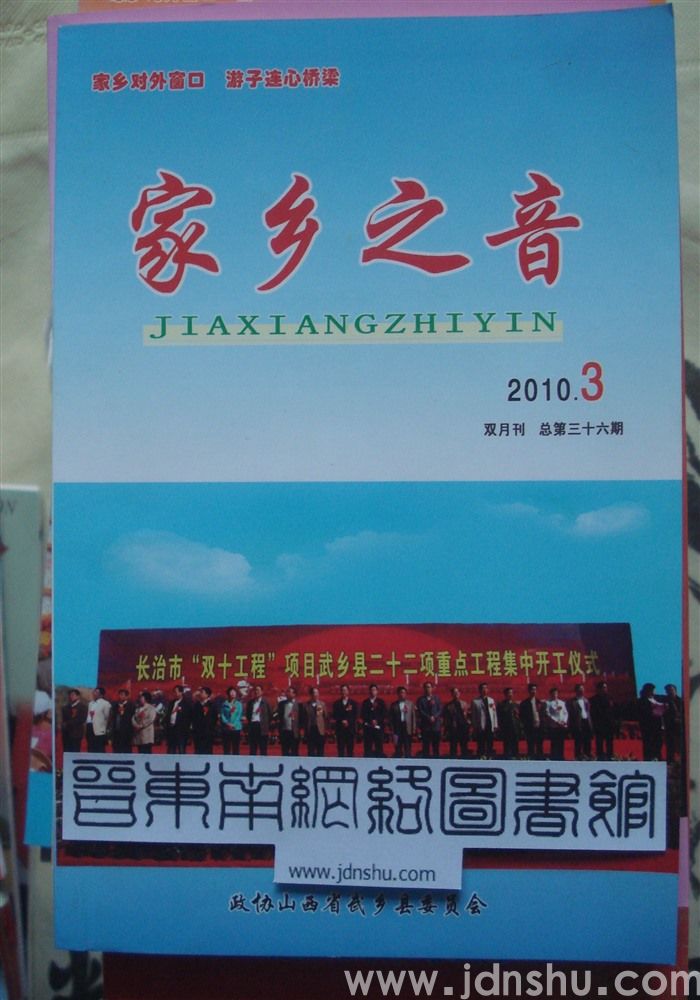 家乡对外窗口 游子连心桥梁
家乡之音
JIAXIANGZHIYIN
2010.3
双月刊 总第三十六期
长治市“双十工程”项目武乡县二十二项重点工程集中开工仪式
晋東南網絡圖書館
www.jdnshu.com
政协山西省武乡县委员会
www.jdnshu.com